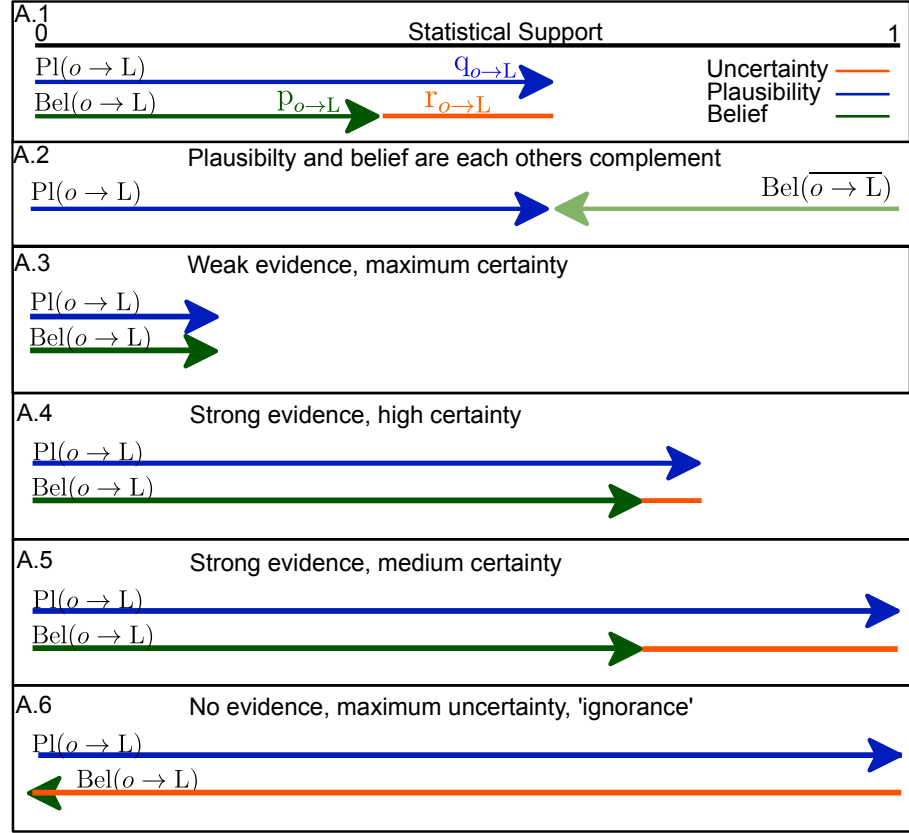 A.1
0 Statistical Support 1
Pl(o → L) q_{o→L}
Bel(o → L) p_{o→L} r_{o→L}
Uncertainty
Plausibility
Belief
A.2 Plausibilty and belief are each others complement
Pl(o → L) Bel(\overline{o → L})
A.3 Weak evidence, maximum certainty
Pl(o → L)
Bel(o → L)
A.4 Strong evidence, high certainty
Pl(o → L)
Bel(o → L)
A.5 Strong evidence, medium certainty
Pl(o → L)
Bel(o → L)
A.6 No evidence, maximum uncertainty, 'ignorance'
Pl(o → L)
Bel(o → L)